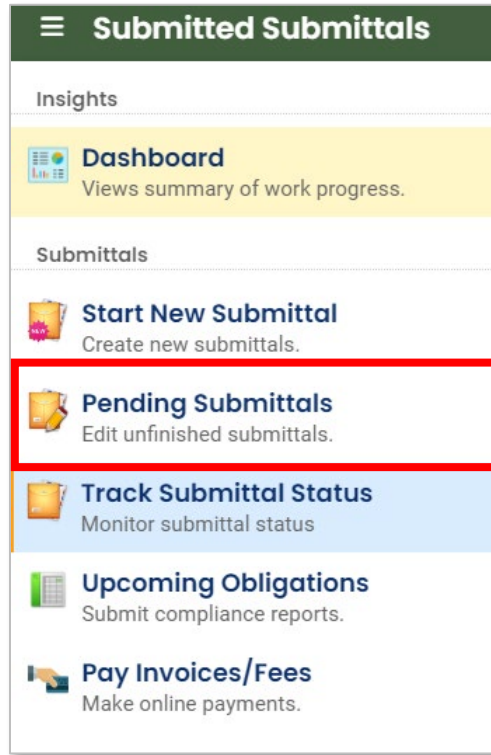 Submitted Submittals
Insights
Dashboard
Views summary of work progress.
Submittals
Start New Submittal
Create new submittals.
Pending Submittals
Edit unfinished submittals.
Track Submittal Status
Monitor submittal status
Upcoming Obligations
Submit compliance reports.
Pay Invoices/Fees
Make online payments.